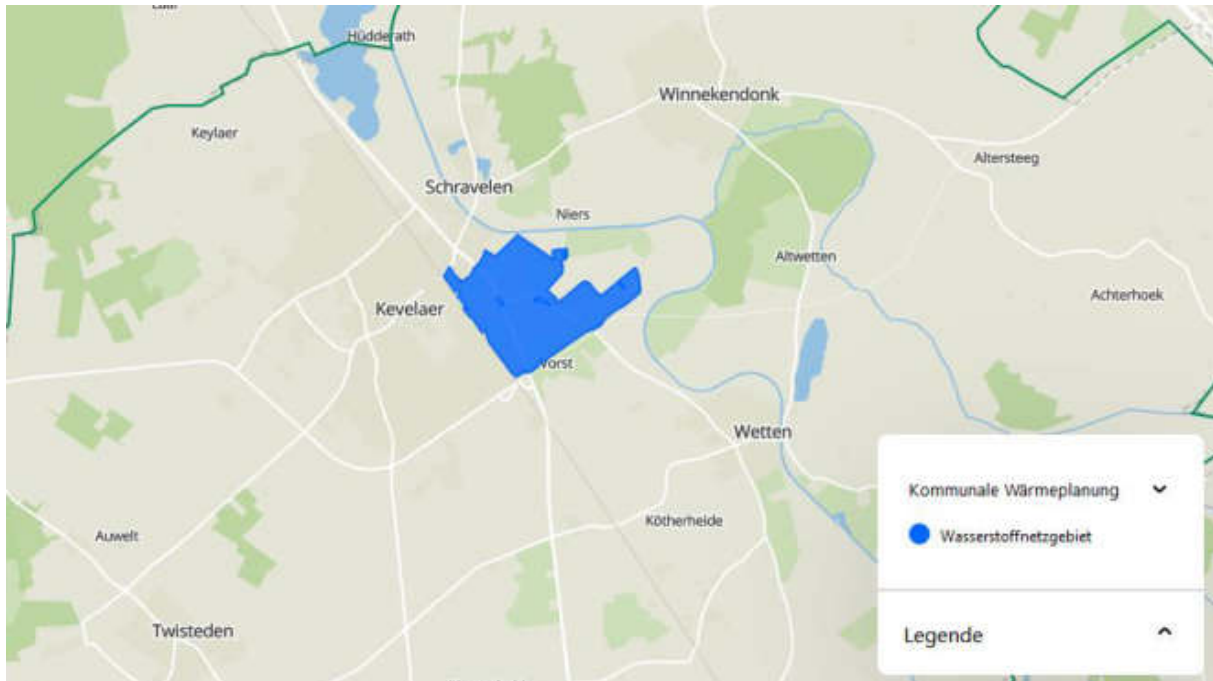 Hüdderath
Winnekendonk
Keylaer
Altersteeg
Schravelen
Niers
Altwetten
Achterhoek
Kevelaer
Vorst
Wetten
Kommunale Wärmeplanung
Kötherheide
Auwelt
Wasserstoffnetzgebiet
Twisteden
Legende